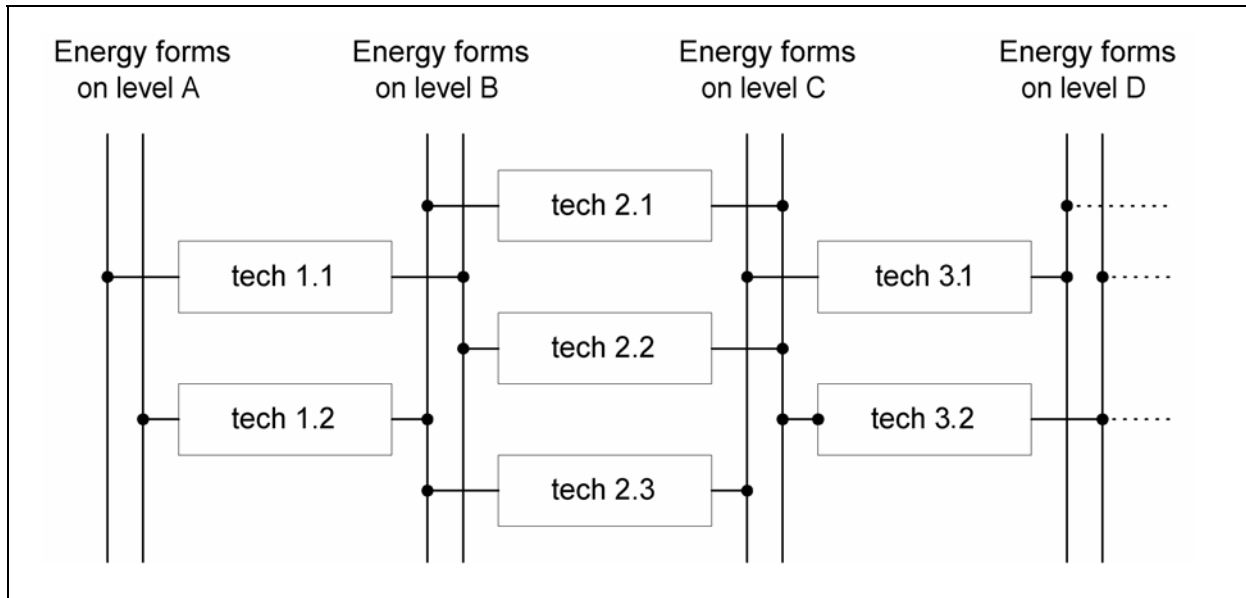 Energy forms
on level A
Energy forms
on level B
Energy forms
on level C
Energy forms
on level D
tech 2.1
tech 1.1
tech 3.1
tech 2.2
tech 1.2
tech 3.2
tech 2.3